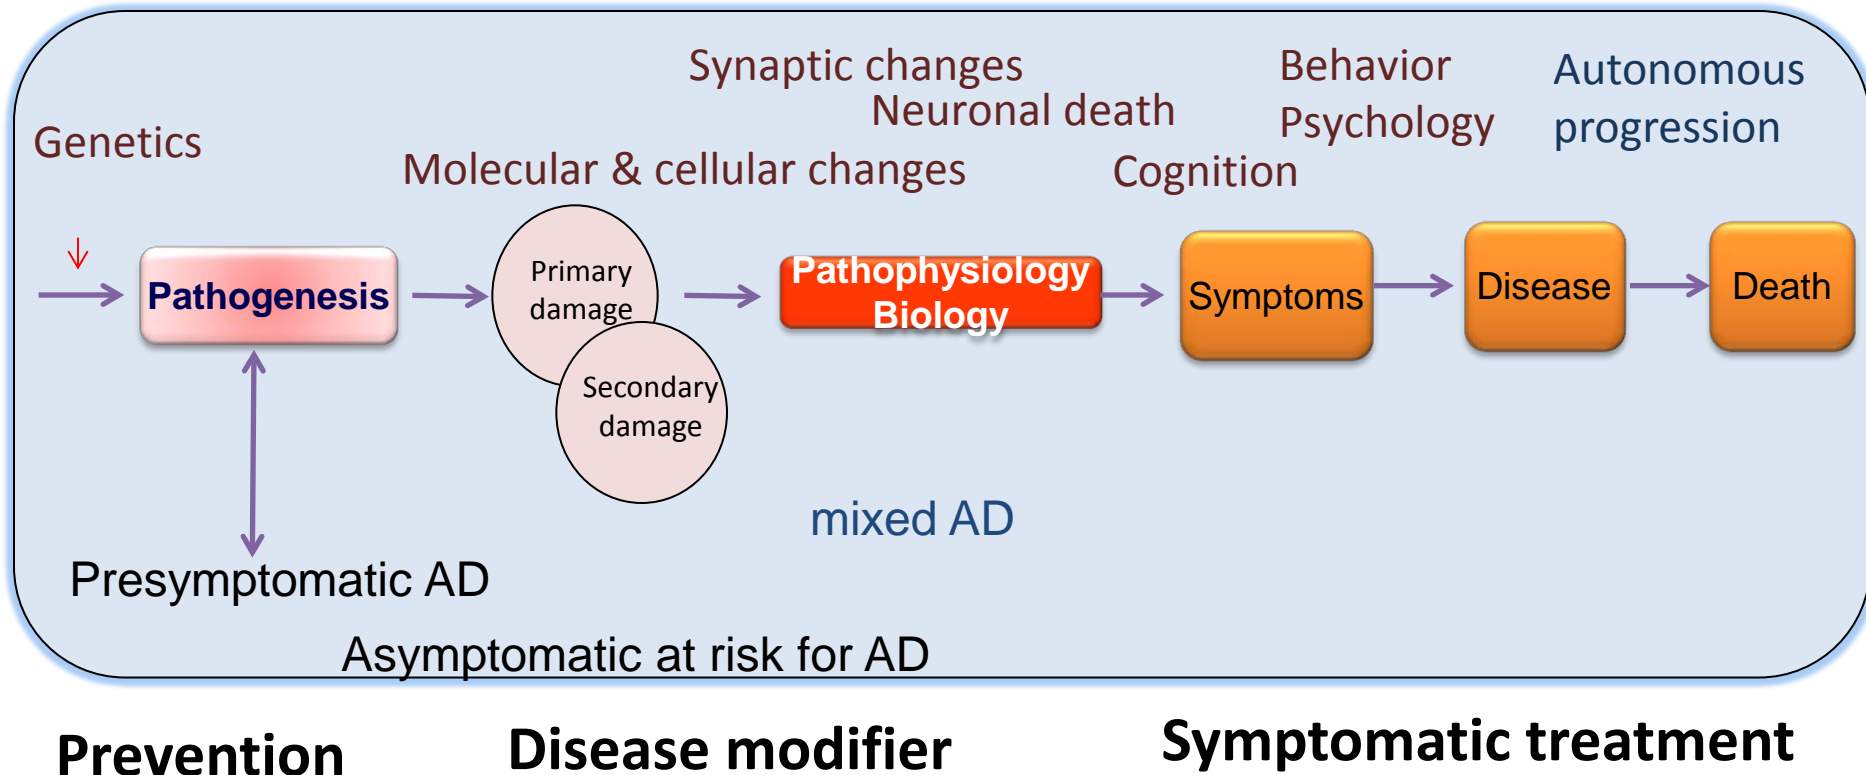 Synaptic changes
Neuronal death
Behavior
Psychology
Autonomous
progression
Genetics
Molecular & cellular changes
Cognition
Pathogenesis
Primary
damage
Secondary
damage
Pathophysiology
Biology
Symptoms
Disease
Death
mixed AD
Presymptomatic AD
Asymptomatic at risk for AD
Prevention
Disease modifier
Symptomatic treatment